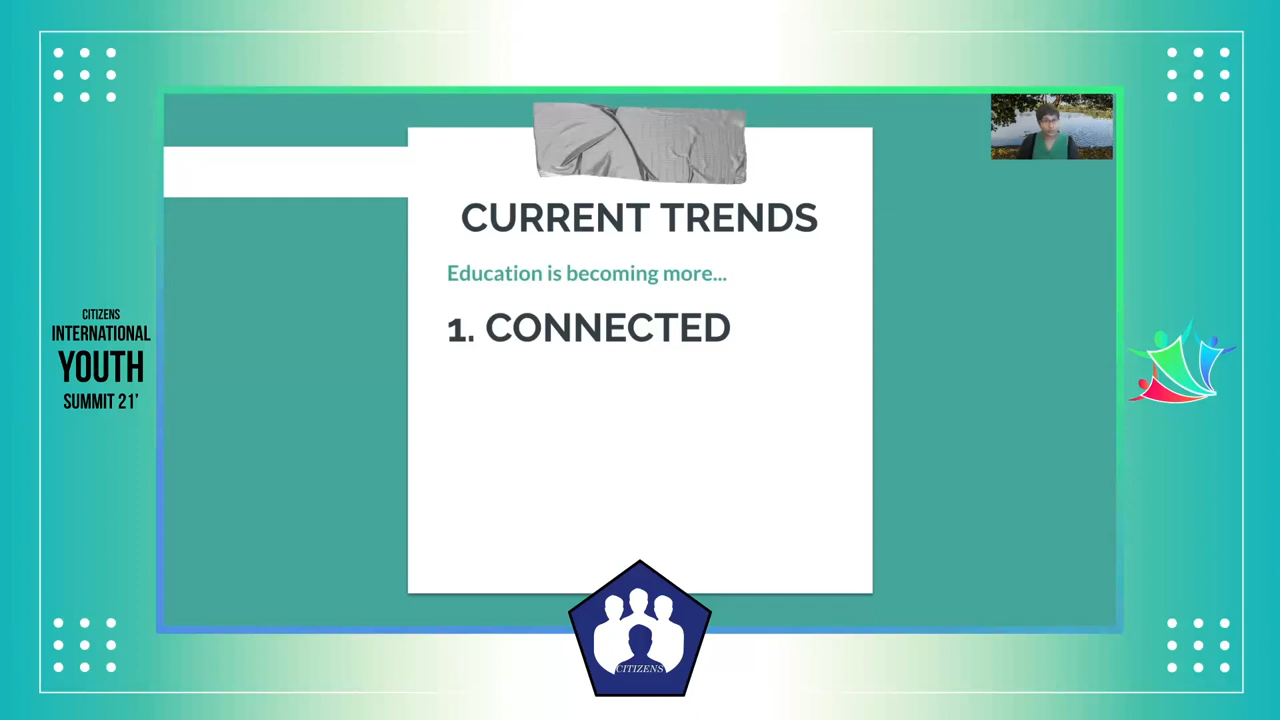 CURRENT TRENDS
Education is becoming more...
1. CONNECTED
CITIZENS
INTERNATIONAL
YOUTH
SUMMIT 21'
CITIZENS